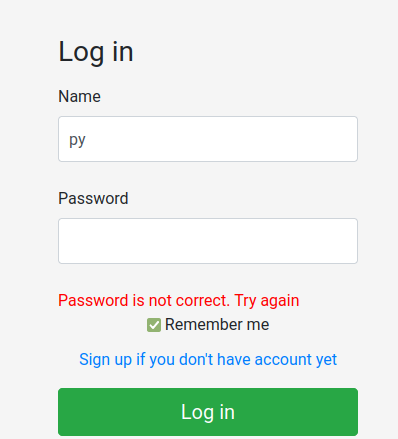 Log in
Name
py
Password
Password is not correct. Try again
Remember me
Sign up if you don't have account yet
Log in